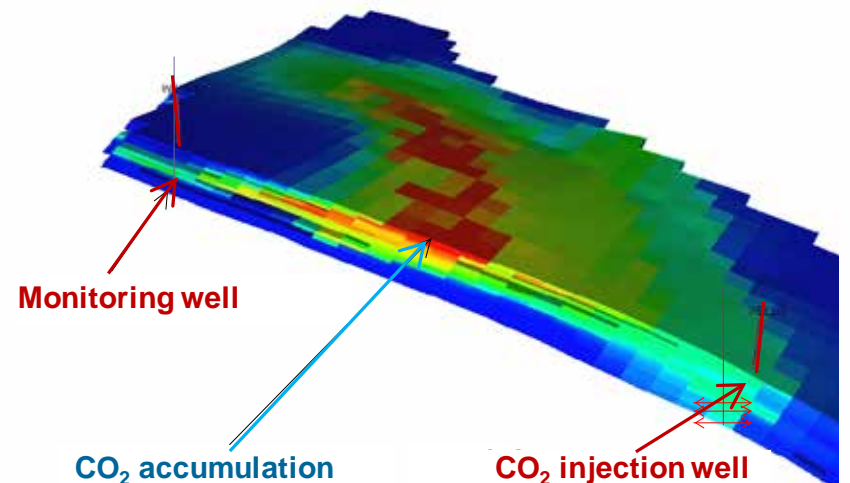 Monitoring well
CO₂ accumulation
CO₂ injection well